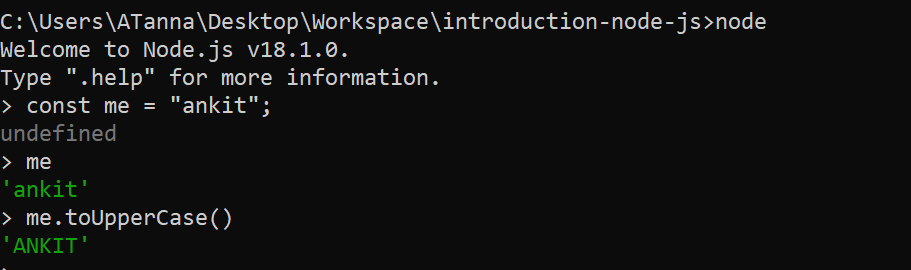 C:\Users\ATanna\Desktop\Workspace\introduction-node-js>node
Welcome to Node.js v18.1.0.
Type ".help" for more information.
> const me = "ankit";
undefined
> me
'ankit'
> me.toUpperCase()
'ANKIT'